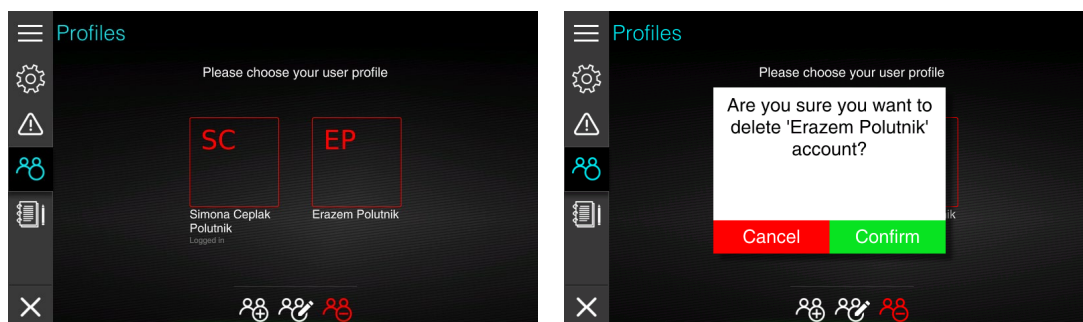 Profiles
Please choose your user profile
SC
EP
Simona Ceplak
Polutnik
Logged In
Erazem Polutnik
Profiles
Please choose your user profile
Are you sure you want to
delete 'Erazem Polutnik'
account?
ik
Cancel
Confirm